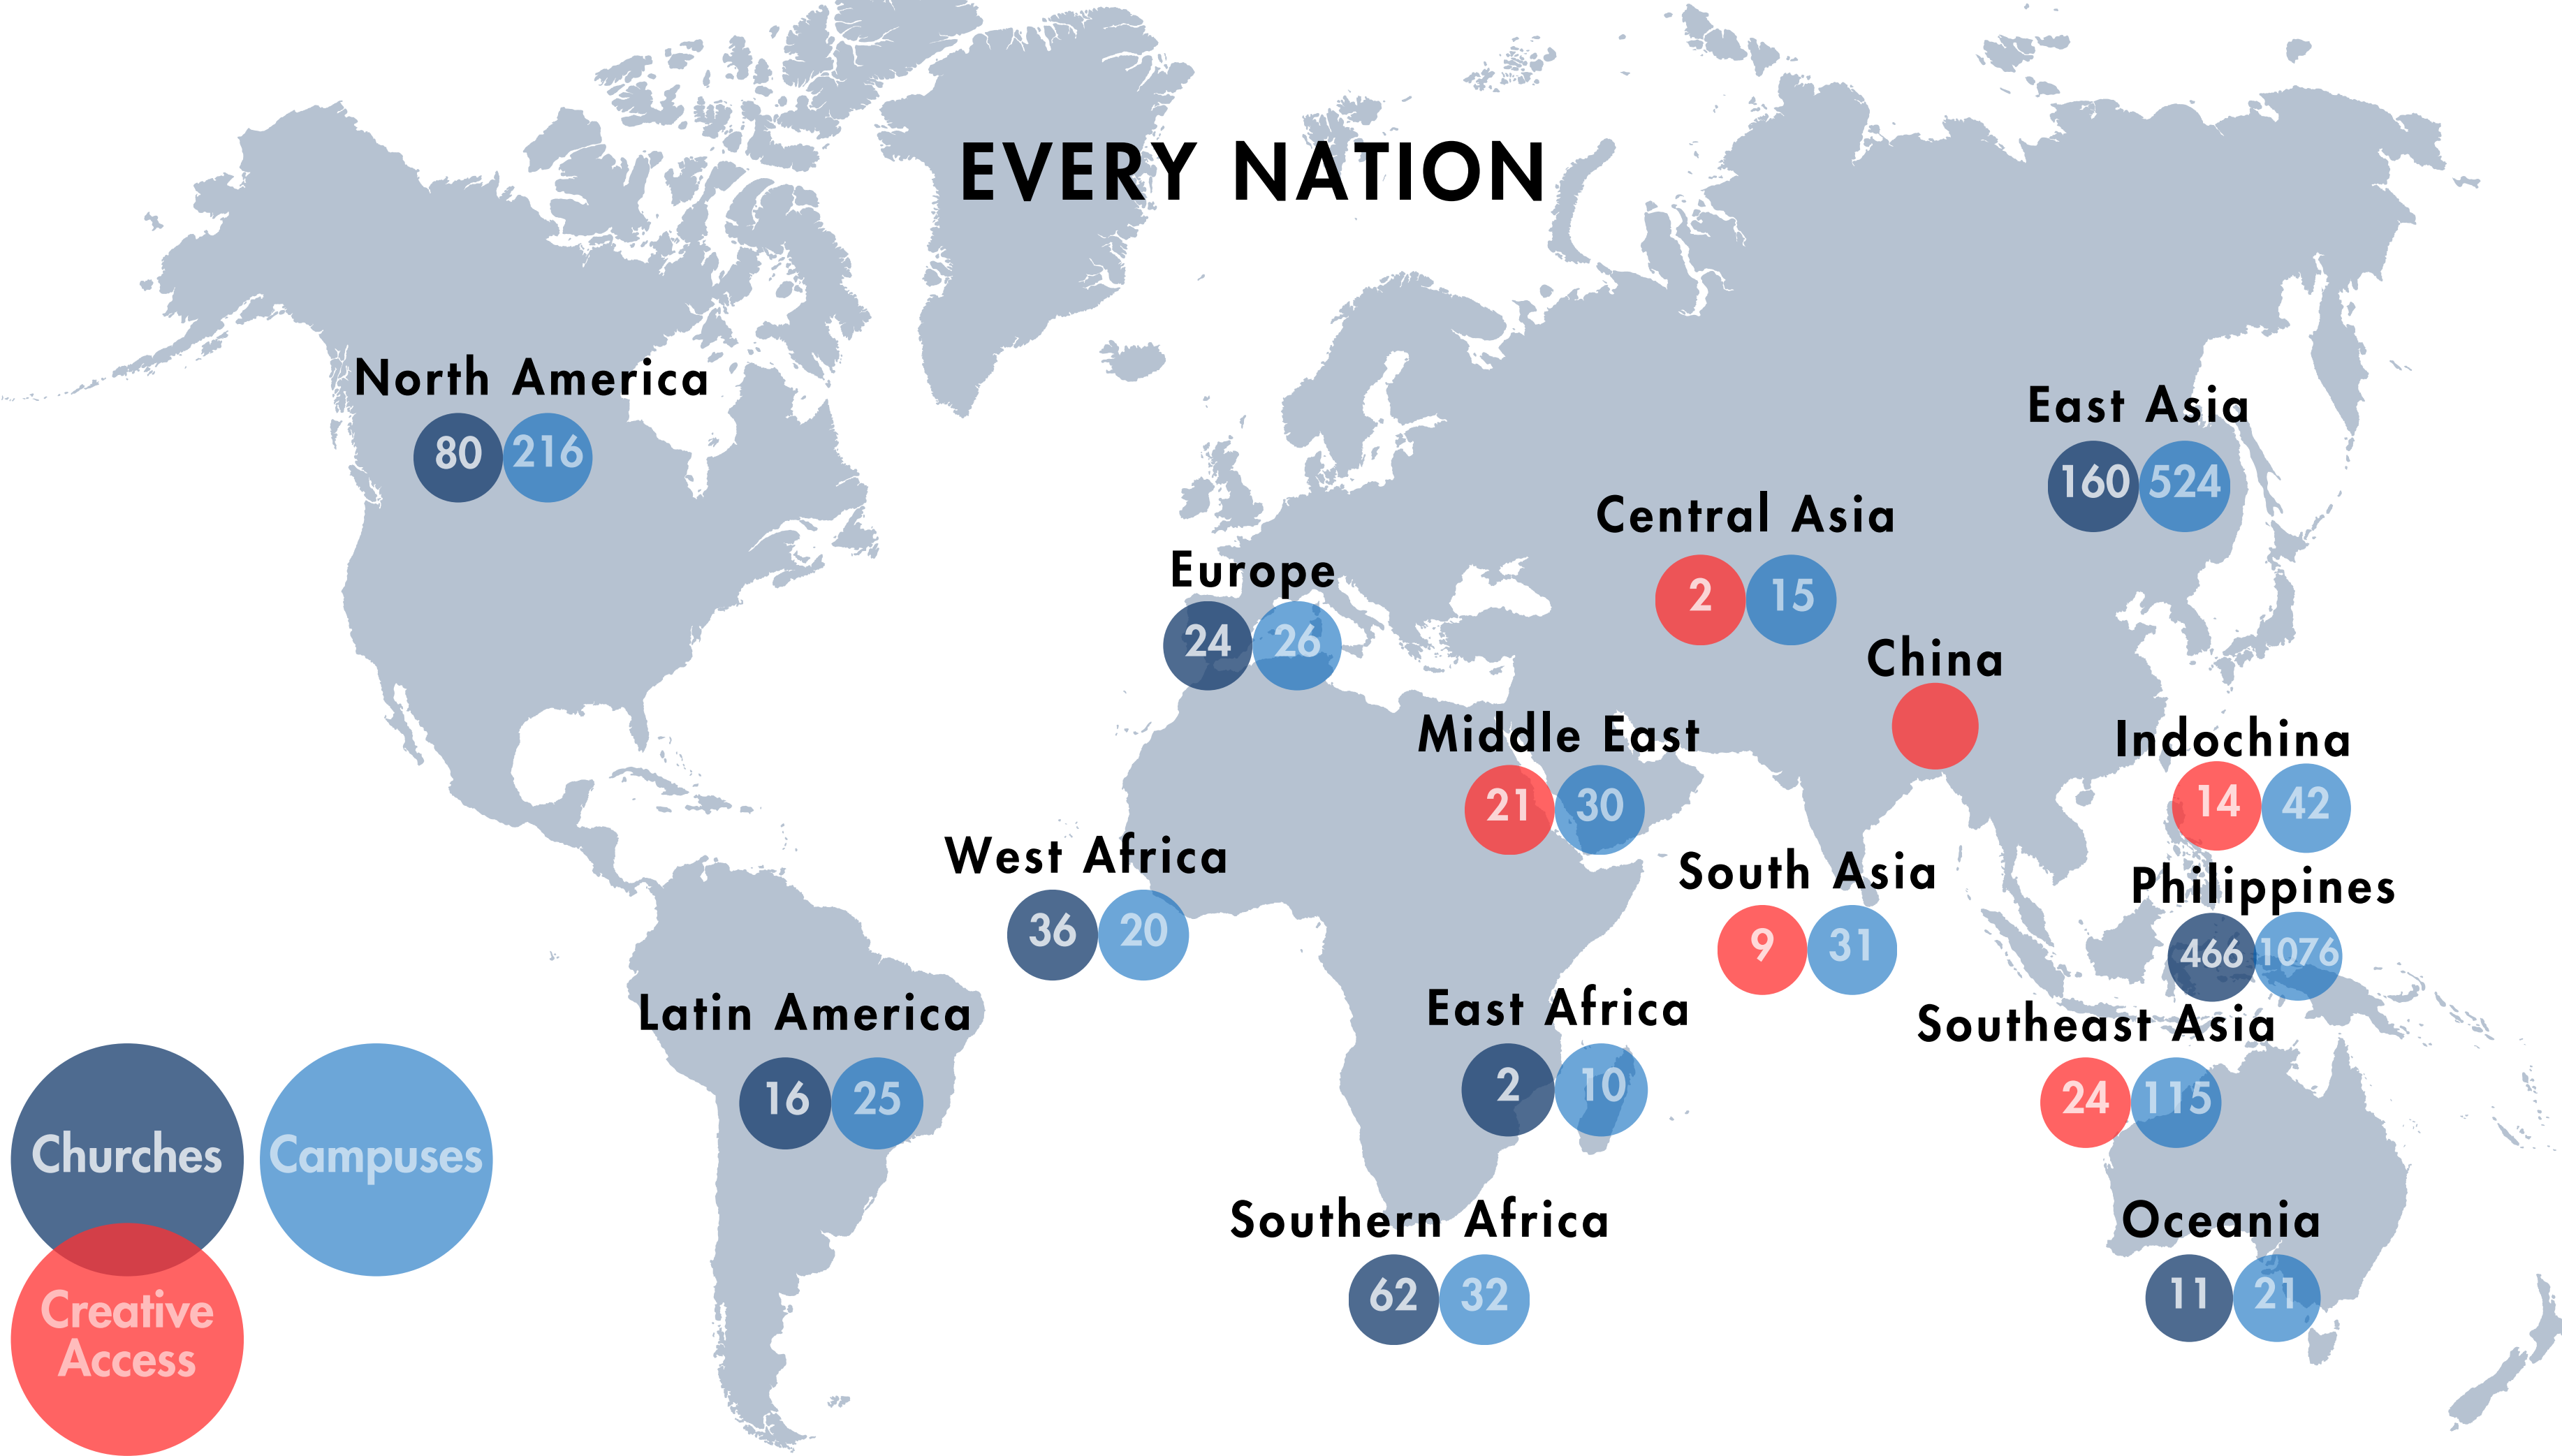 EVERY NATION
North America
80 216
East Asia
160 524
Central Asia
2 15
Europe
24 26
China
Middle East
21 30
Indochina
14 42
West Africa
36 20
South Asia
9 31
Philippines
466 1076
Latin America
16 25
East Africa
2 10
Southeast Asia
24 115
Southern Africa
62 32
Oceania
11 21
Churches
Campuses
Creative
Access